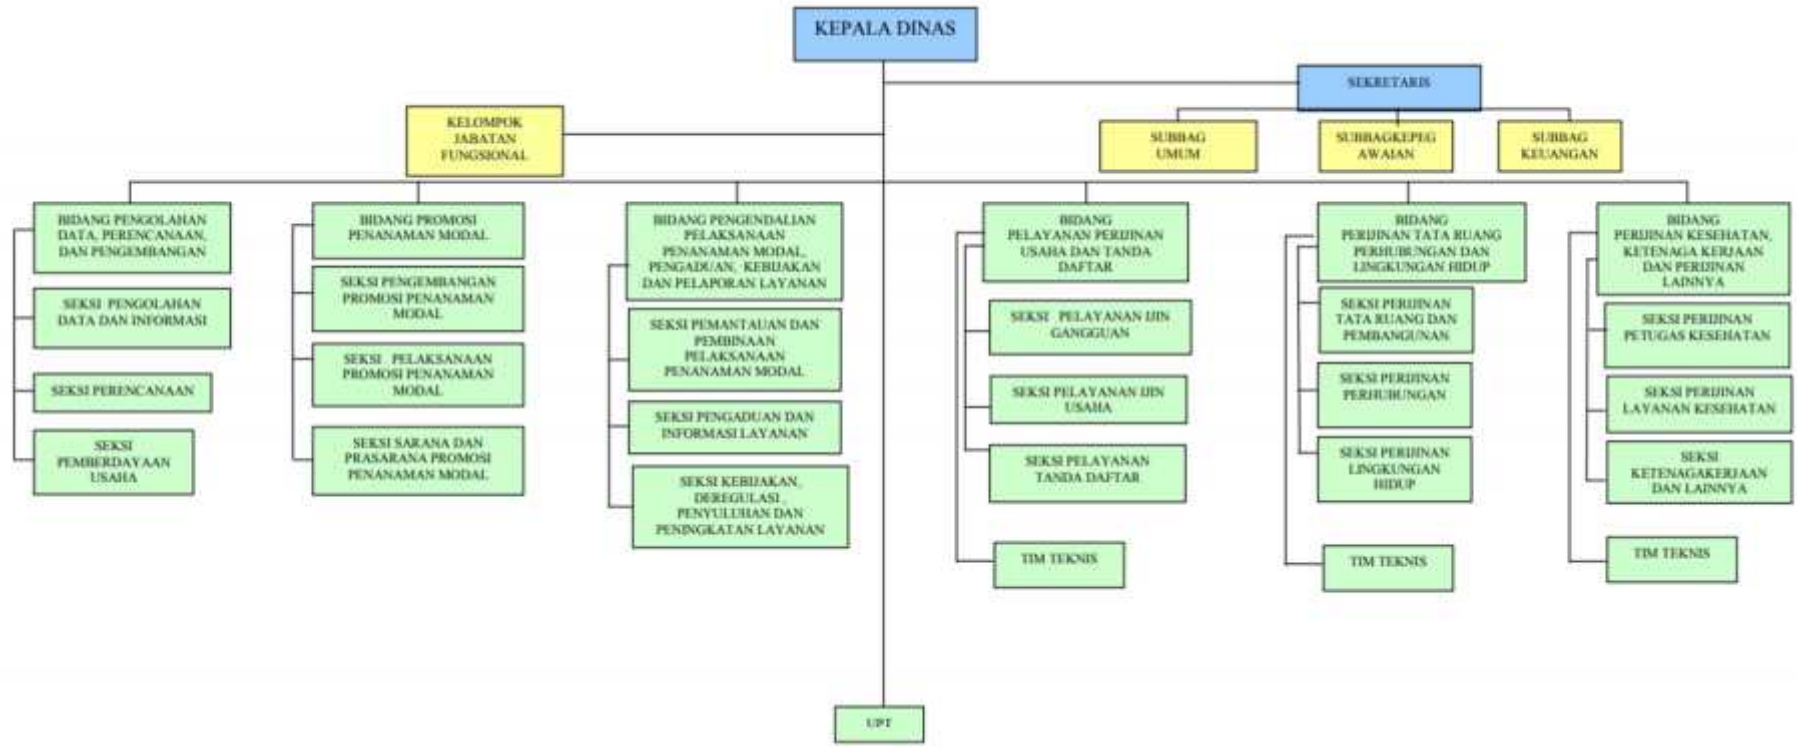 KEPALA DINAS
SEKRETARIS
KELOMPOK
JABATAN
FUNGSIONAL
SUBBAG
UMUM
SUBBAGKEPEG
AWAIAN
SUBBAG
KEUANGAN
BIDANG PENGOLAHAN
DATA, PERENCANAAN,
DAN PENGEMBANGAN
SEKSI PENGOLAHAN
DATA DAN INFORMASI
SEKSI PERENCANAAN
SEKSI
PEMBERDAYAAN
USAHA
BIDANG PROMOSI
PENANAMAN MODAL
SEKSI PENGEMBANGAN
PROMOSI PENANAMAN
MODAL
SEKSI PELAKSANAAN
PROMOSI PENANAMAN
MODAL
SEKSI SARANA DAN
PRASARANA PROMOSI
PENANAMAN MODAL
BIDANG PENGENDALIAN
PELAKSANAAN
PENANAMAN MODAL,
PENGADUAN, KEBIJAKAN
DAN PELAPORAN LAYANAN
SEKSI PEMANTAUAN DAN
PEMBINAAN
PELAKSANAAN
PENANAMAN MODAL
SEKSI PENGADUAN DAN
INFORMASI LAYANAN
SEKSI KEBIJAKAN,
DEREGULASI,
PENYULUHAN DAN
PENINGKATAN LAYANAN
BIDANG
PELAYANAN PERIJINAN
USAHA DAN TANDA
DAFTAR
SEKSI PELAYANAN IJIN
GANGGUAN
SEKSI PELAYANAN IJIN
USAHA
SEKSI PELAYANAN
TANDA DAFTAR
TIM TEKNIS
BIDANG
PERIJINAN TATA RUANG
PERHUBUNGAN DAN
LINGKUNGAN HIDUP
SEKSI PERIJINAN
TATA RUANG DAN
PEMBANGUNAN
SEKSI PERIJINAN
PERHUBUNGAN
SEKSI PERIJINAN
LINGKUNGAN
HIDUP
TIM TEKNIS
BIDANG
PERIJINAN KESEHATAN,
KETENAGA KERJAAN
DAN PERIJINAN
LAINNYA
SEKSI PERIJINAN
PETUGAS KESEHATAN
SEKSI PERIJINAN
LAYANAN KESEHATAN
SEKSI
KETENAGAKERJAAN
DAN LAINNYA
TIM TEKNIS
UPT